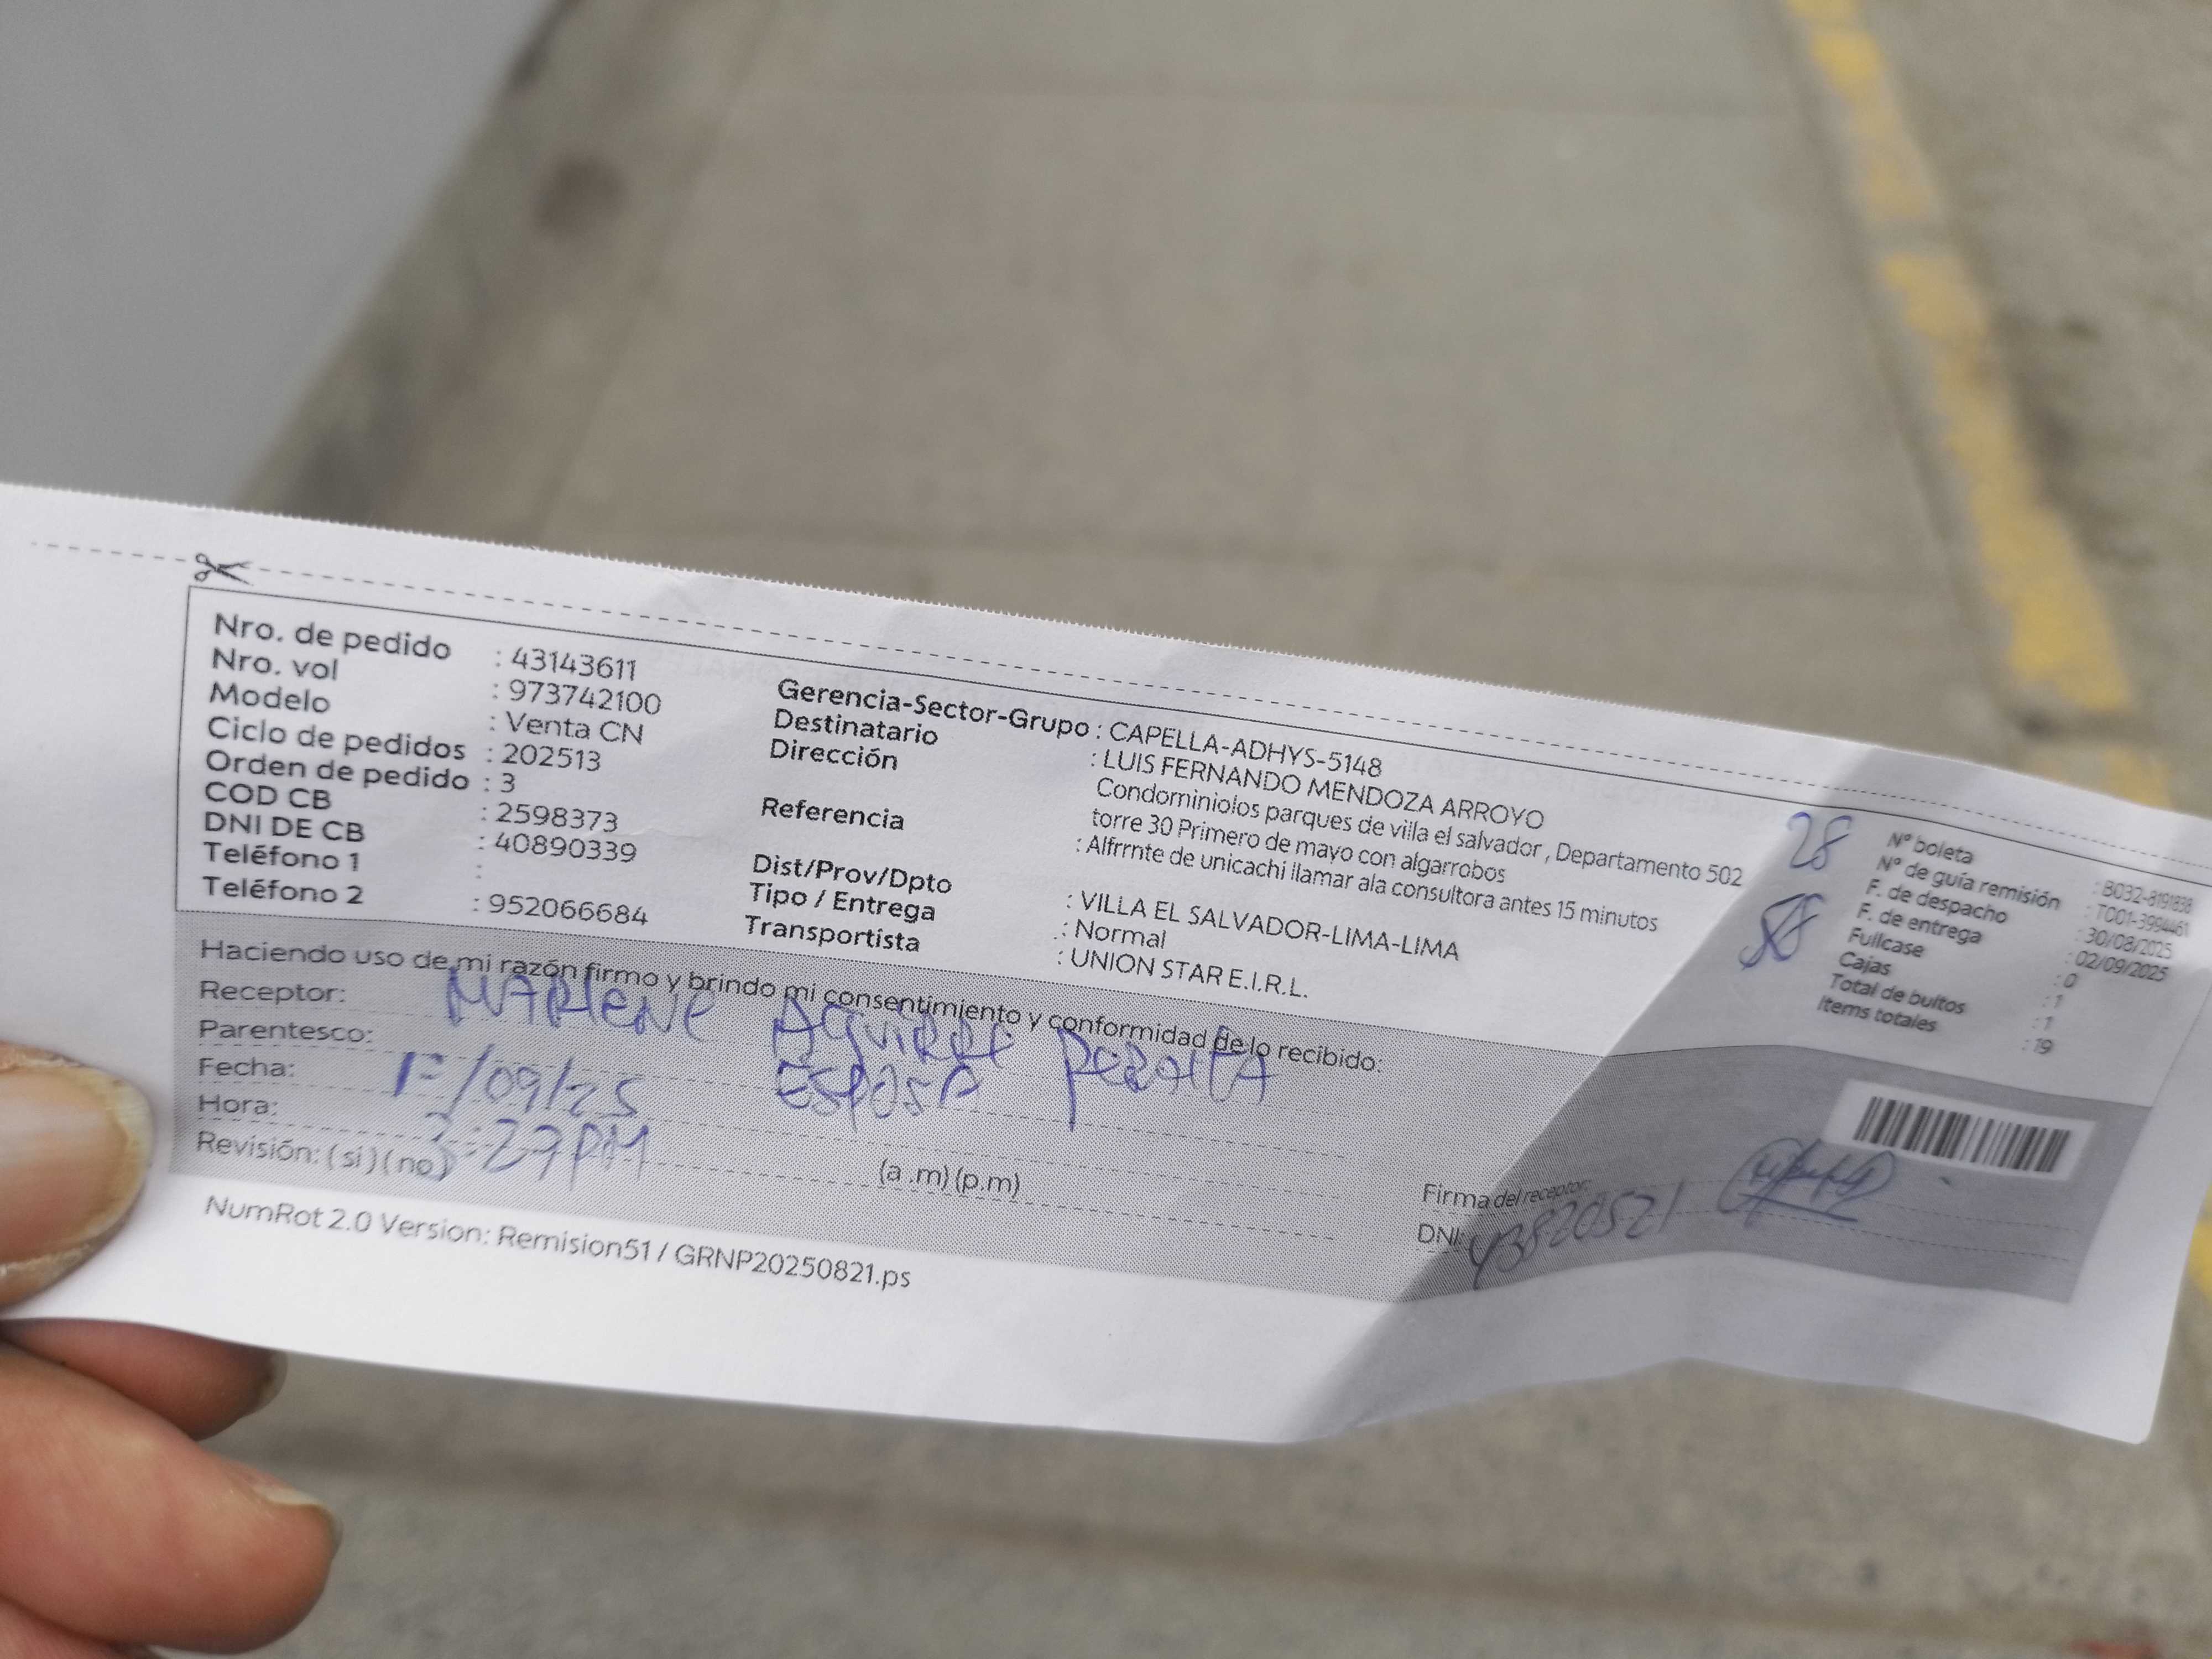 Nro. de pedido : 43143611
Nro. vol : 973742100
Modelo : Venta CN
Ciclo de pedidos : 202513
Orden de pedido : 3
COD CB : 2598373
DNI DE CB : 40890339
Teléfono 1 :
Teléfono 2 : 952066684
Gerencia-Sector-Grupo : CAPELLA-ADHYS-5148
Destinatario : LUIS FERNANDO MENDOZA ARROYO
Dirección Condominiolos parques de villa el salvador , Departamento 502
torre 30 Primero de mayo con algarrobos
Referencia : Alfrrnte de unicachi llamar ala consultora antes 15 minutos
Dist/Prov/Dpto : VILLA EL SALVADOR-LIMA-LIMA
Tipo / Entrega : Normal
Transportista : UNION STAR E.I.R.L.
28
N° boleta : B032-8191838
N° de guía remisión : T001-3994461
F. de despacho : 30/08/2025
F. de entrega : 02/09/2025
Fullcase : 0
Cajas : 1
Total de bultos : 1
Items totales : 19
Haciendo uso de mi razón firmo y brindo mi consentimiento y conformidad de lo recibido:
Receptor: MARLENE AGUIRRE PERALTA
Parentesco: ESPOSA
Fecha: /09/25
Hora: 3:27PM (a.m) (p.m)
Revisión: (si) (no)
Firma del receptor:
DNI: 43820521
NumRot 2.0 Version: Remision51 / GRNP20250821.ps